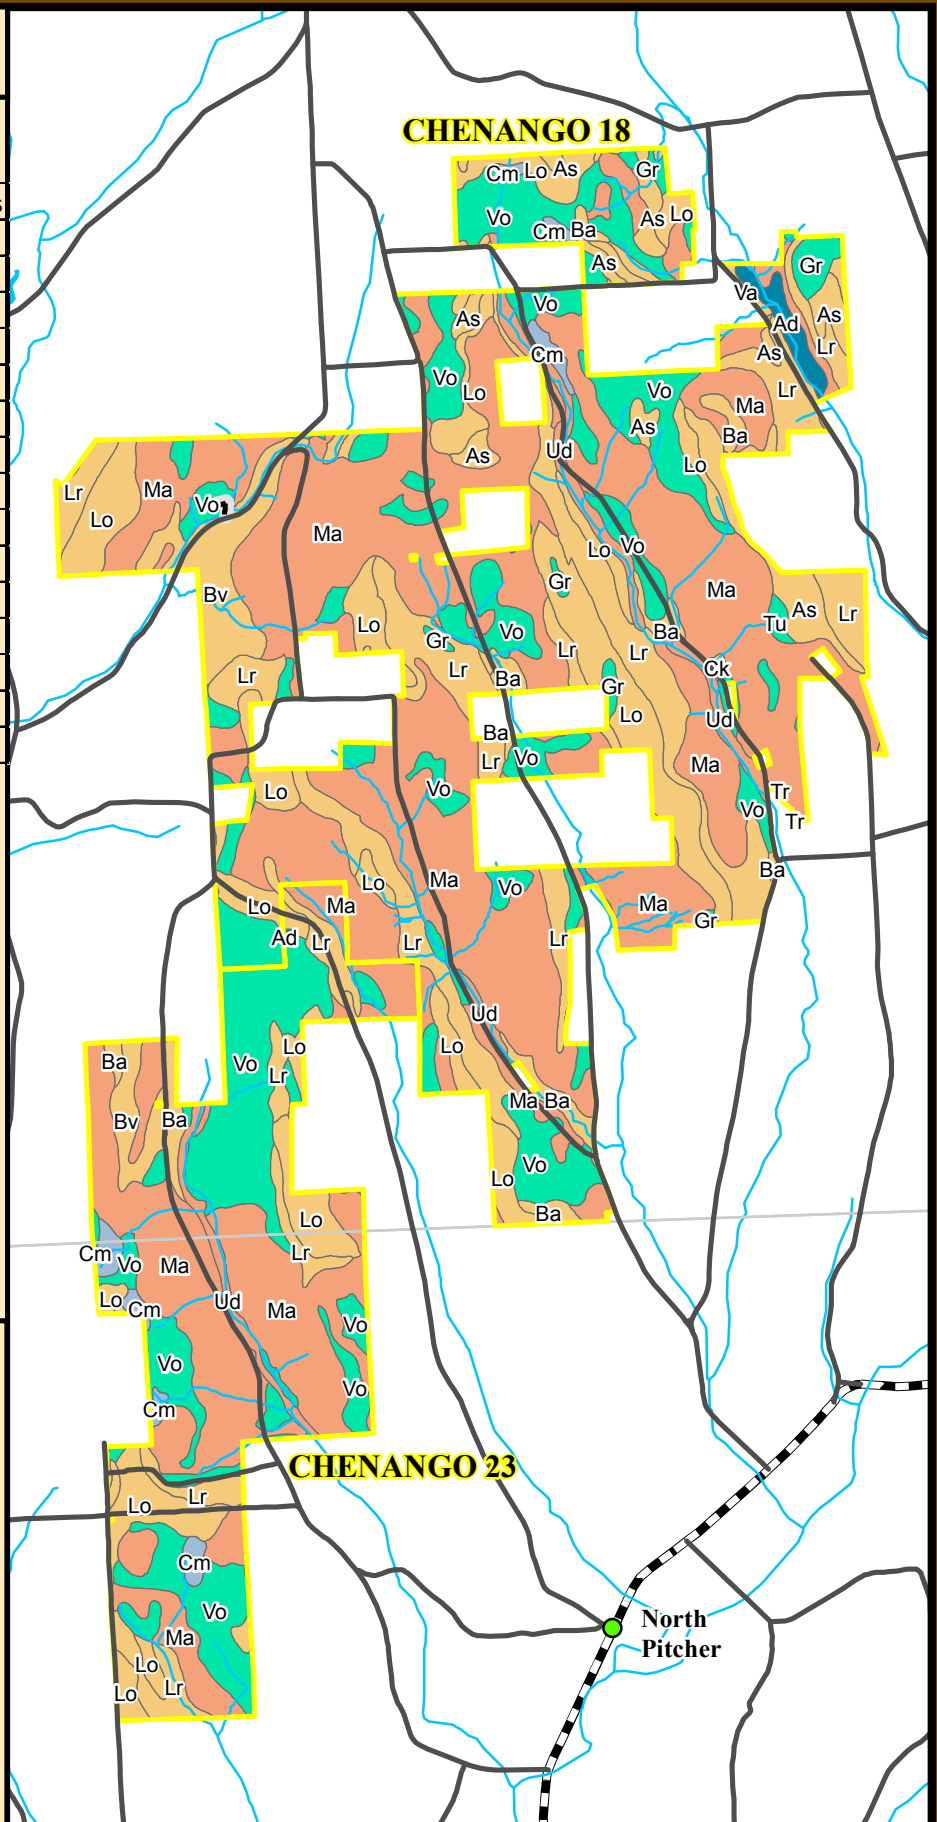 CHENANGO 18
Cm Lo As Gr
Vo As Lo
Cm Ba
As
Gr
Va
Vo
As Ad As
Cm As Lr
Vo Lo Vo Lr
Ma
As Ba
As Ud
Lo
Lr Ma
Vo
Lo
Ma
Lo Vo
Gr Ma
Bv
Lo As Lr
Gr Vo Ba Tu
Lr Lr Lr Ck
Lr Ba Gr
Lo Ud
Ba
Lr Vo Ma
Lo Vo Tr
Vo Tr
Lo Ma Vo Ba
Lo Ma Ma Gr
Ad Lr Lr Lr
Ud
Lo Lo
Ba Vo Lr
Bv Ba Ma Ba
Vo
Lo
Lo Ba
Cm Vo Ma Lr
Lo Cm Ud Ma
Vo
Vo
Vo
Cm
CHENANGO 23
Lo Lr
Cm
Vo
North
Ma Pitcher
Lo
Lo Lr